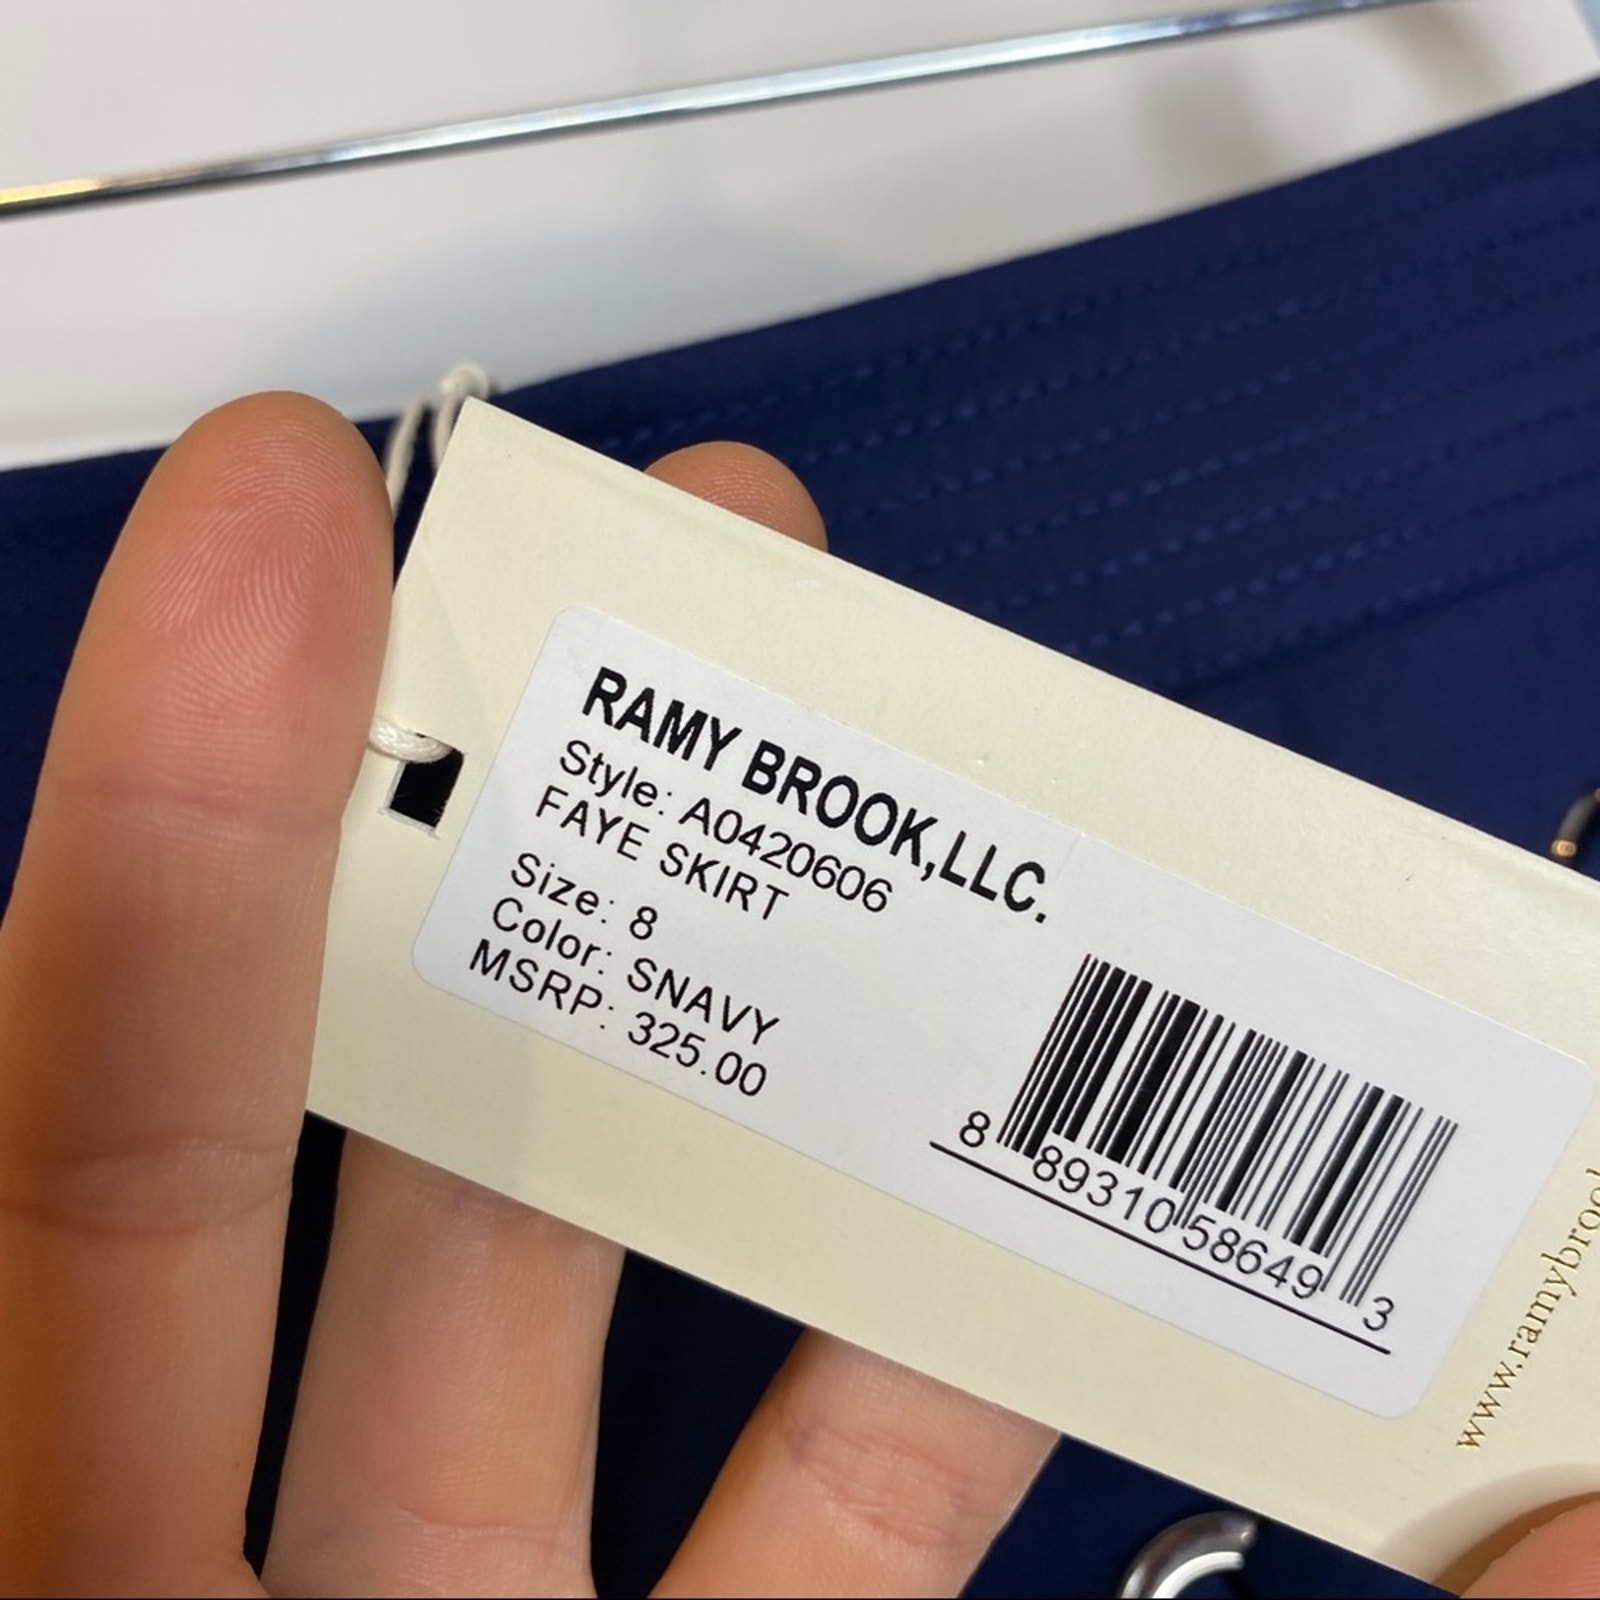 RAMY BROOK,LLC.
Style: A0420606
FAYE SKIRT
Size: 8
Color: SNAVY
MSRP: 325.00
8 89310 58649 3